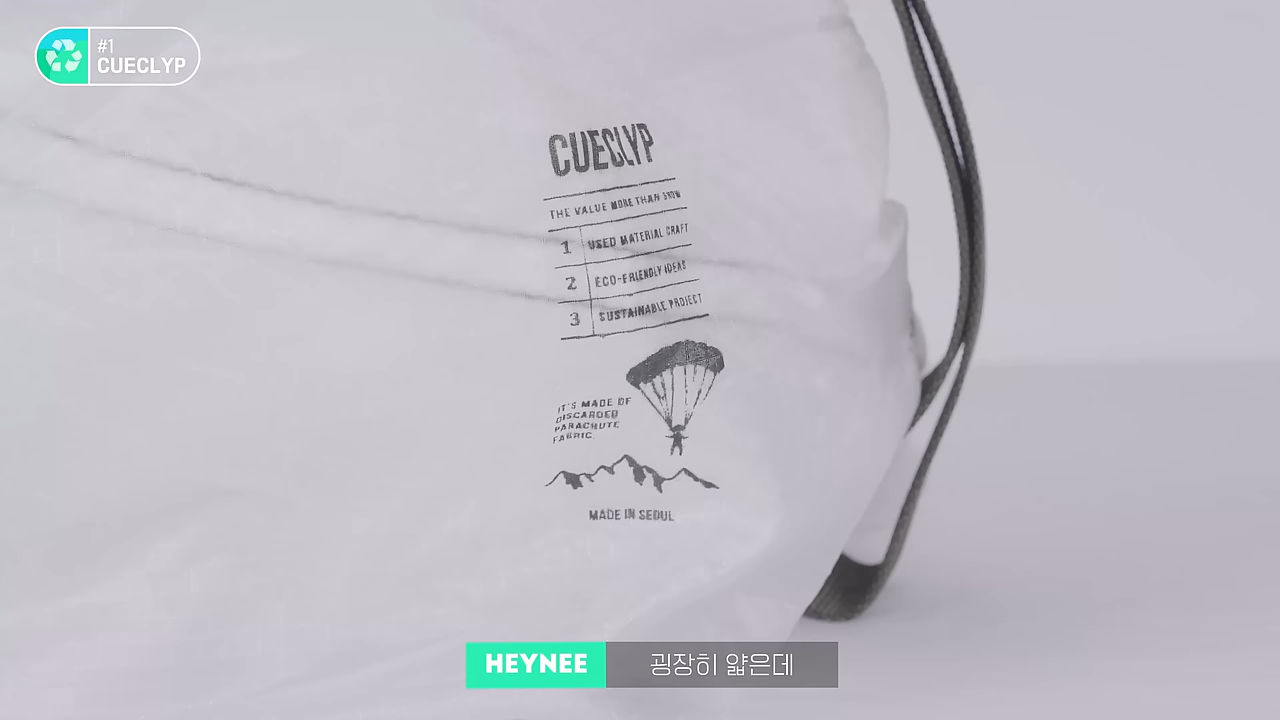 #1
CUECLYP
CUECLYP
THE VALUE MORE THAN SHOW
1 USED MATERIAL CRAFT
2 ECO-FRIENDLY IDEAS
3 SUSTAINABLE PROJECT
IT'S MADE OF
DISCARDED
PARACHUTE
FABRIC.
MADE IN SEOUL
HEYNEE 굉장히 얇은데